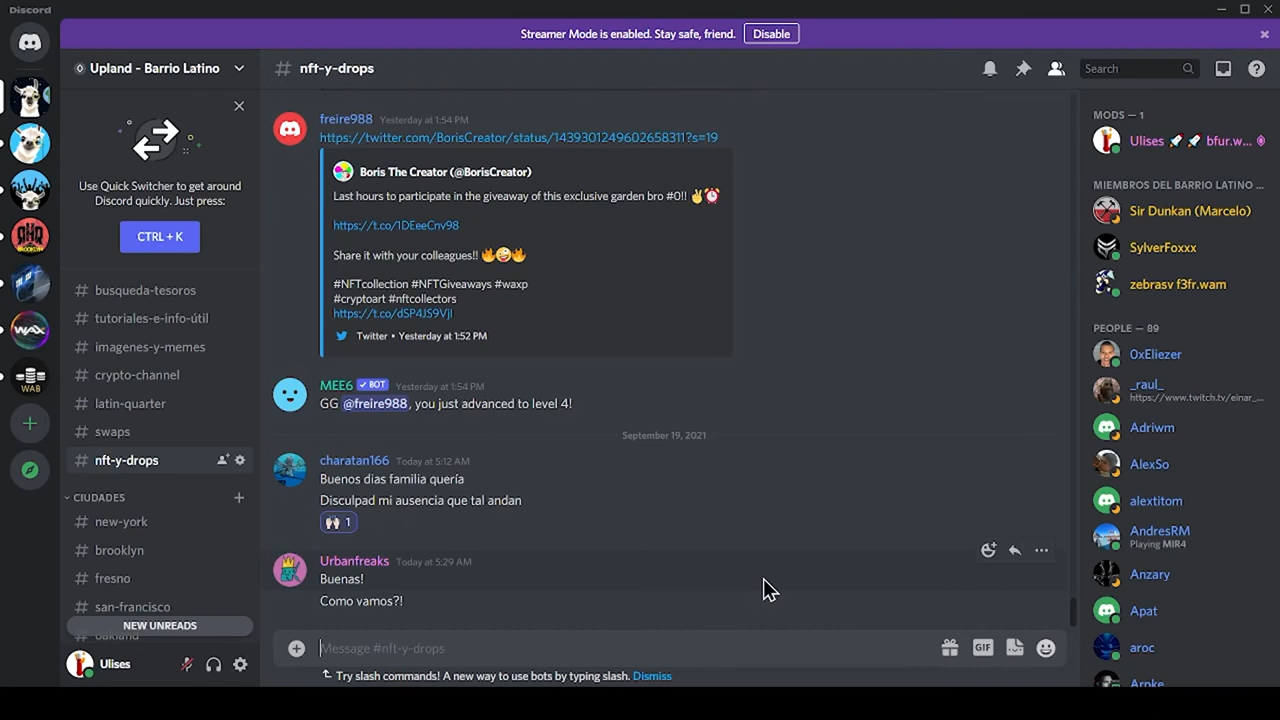 Discord
Streamer Mode is enabled. Stay safe, friend.
Disable
Upland - Barrio Latino
nft-y-drops
Search
Use Quick Switcher to get around
Discord quickly. Just press:
CTRL + K
busqueda-tesoros
tutoriales-e-info-útil
imagenes-y-memes
crypto-channel
latin-quarter
swaps
nft-y-drops
CIUDADES
new-york
brooklyn
fresno
san-francisco
oakland
NEW UNREADS
Ulises
WAX
WAB
freire988 Yesterday at 1:54 PM
https://twitter.com/BorisCreator/status/1439301249602658311?s=19
Boris The Creator (@BorisCreator)
Last hours to participate in the giveaway of this exclusive garden bro #0!! ✌️⏰
https://t.co/1DEeeCnv98
Share it with your colleagues!! 🔥🤪🔥
#NFTcollection #NFTGiveaways #waxp
#cryptoart #nftcollectors
https://t.co/dSP4JS9Vjl
Twitter • Yesterday at 1:52 PM
MEE6 ✓ BOT Yesterday at 1:54 PM
GG @freire988, you just advanced to level 4!
September 19, 2021
charatan166 Today at 5:12 AM
Buenos dias familia quería
Disculpad mi ausencia que tal andan
🙌🏻 1
Urbanfreaks Today at 5:29 AM
Buenas!
Como vamos?!
Message #nft-y-drops
GIF
Try slash commands! A new way to use bots by typing slash. Dismiss
MODS — 1
Ulises 🚀 🚀 bfur.w...
MIEMBROS DEL BARRIO LATINO ...
Sir Dunkan (Marcelo)
SylverFoxxx
zebrasv f3fr.wam
PEOPLE — 89
0xEliezer
_raul_
https://www.twitch.tv/einar_...
Adriwm
AlexSo
alextitom
AndresRM
Playing MIR4
Anzary
Apat
aroc
Arnke